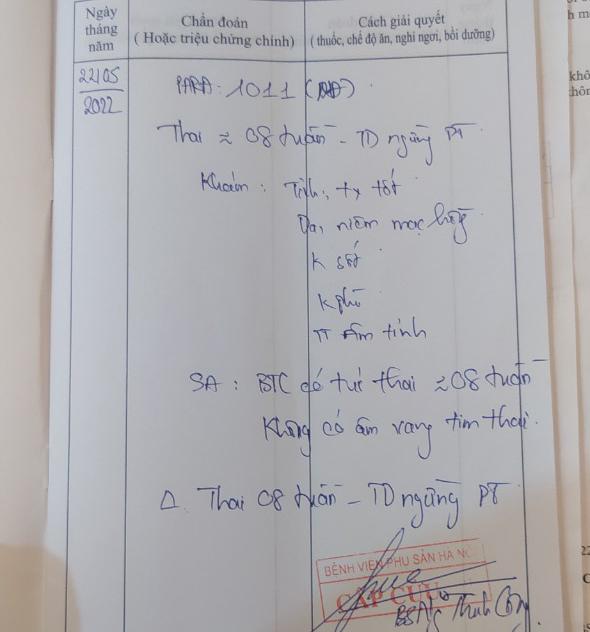 Ngày tháng năm
Chẩn đoán
( Hoặc triệu chứng chính)
Cách giải quyết
( thuốc, chế độ ăn, nghỉ ngơi, bồi dưỡng)
22/05
2022
PARA: 1011
Thai ≈ 08 tuần - TD ngừng PT
Khám : Tỉnh, tx tốt
Da, niêm mạc hồng
K sốt
K phù
TT âm tính
SA : BTC có túi thai ≈ 08 tuần
Không có âm vang tim thai.
Δ. Thai 08 tuần - TD ngừng PT
BỆNH VIỆN PHỤ SẢN HÀ NỘI
CẤP CỨU